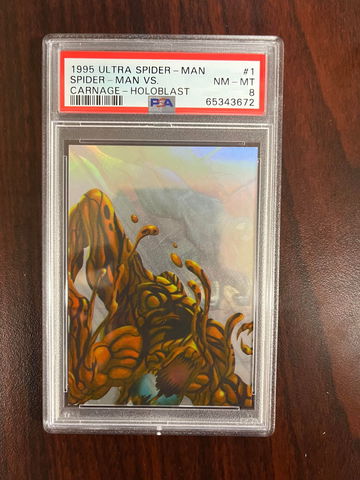 1995 ULTRA SPIDER-MAN #1
SPIDER-MAN VS. NM-MT
CARNAGE-HOLOBLAST 8
PSA 65343672